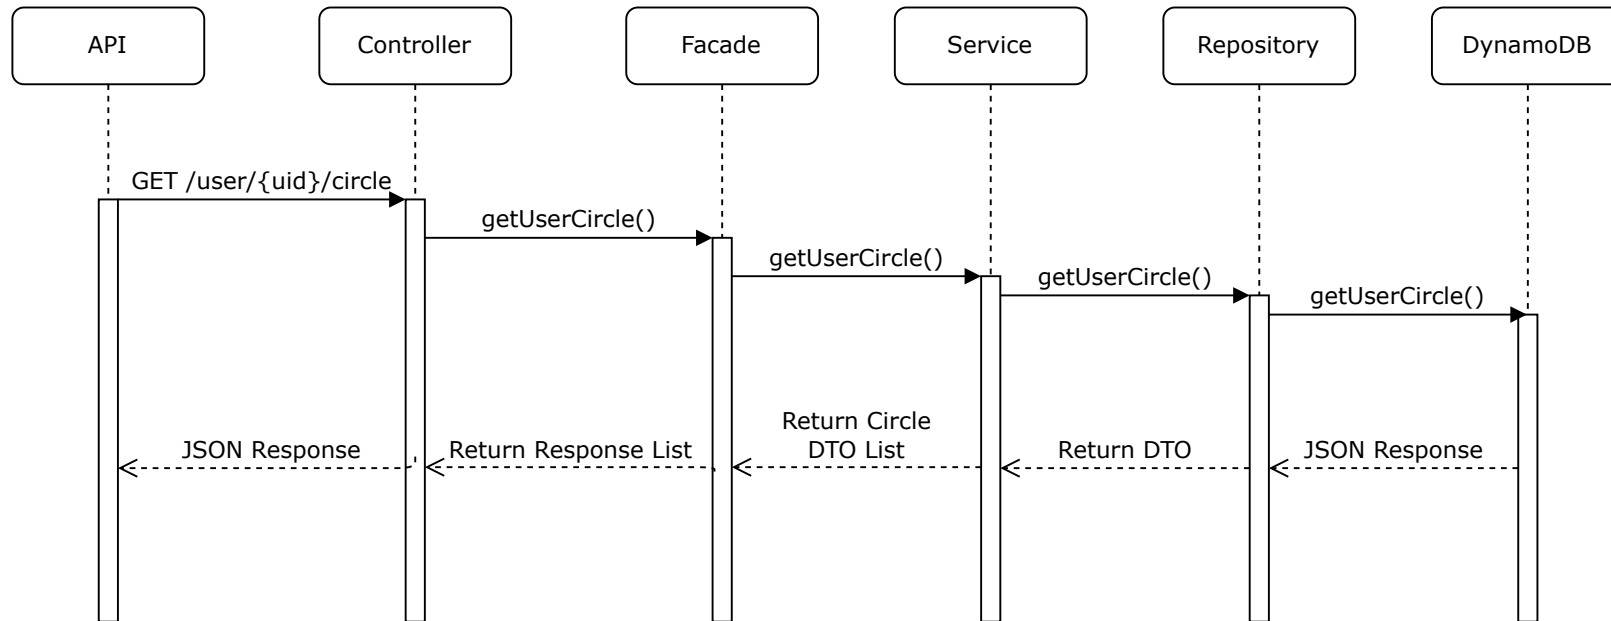 API
Controller
Facade
Service
Repository
DynamoDB
GET /user/{uid}/circle
getUserCircle()
getUserCircle()
getUserCircle()
getUserCircle()
JSON Response
Return Response List
Return Circle
DTO List
Return DTO
JSON Response